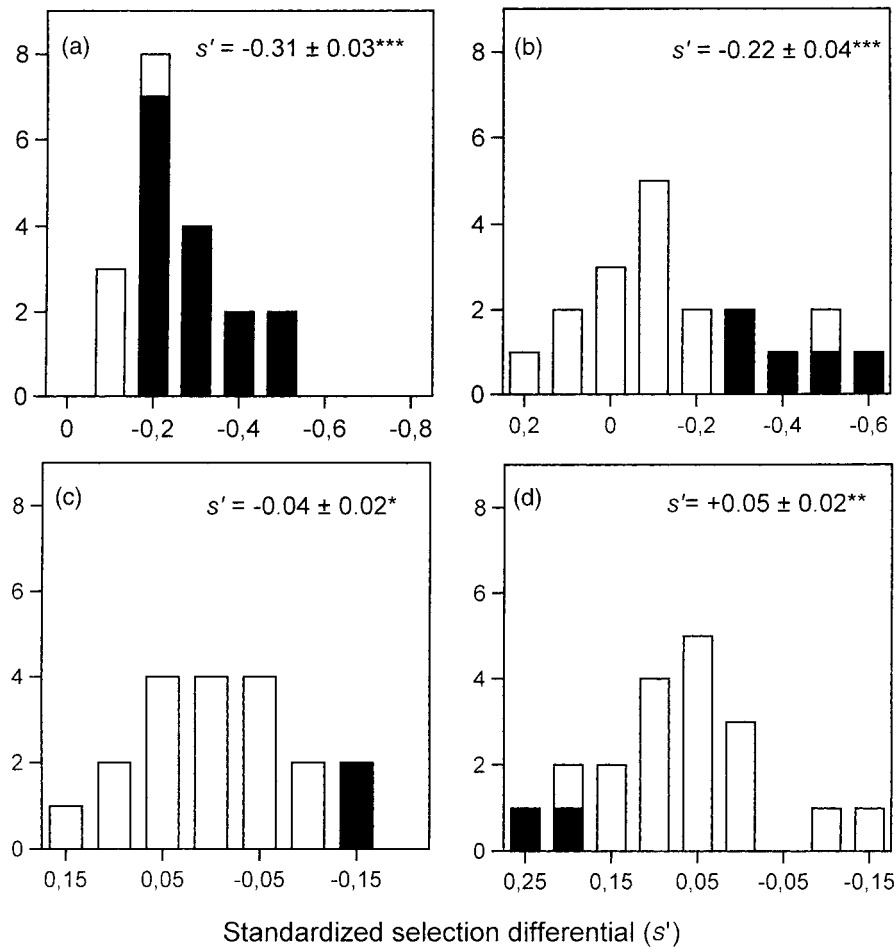 (a) s' = -0.31 ± 0.03***
8
6
4
2
0
0 -0,2 -0,4 -0,6 -0,8
(b) s' = -0.22 ± 0.04***
8
6
4
2
0
0,2 0 -0,2 -0,4 -0,6
(c) s' = -0.04 ± 0.02*
8
6
4
2
0
0,15 0,05 -0,05 -0,15
(d) s'= +0.05 ± 0.02**
8
6
4
2
0
0,25 0,15 0,05 -0,05 -0,15
Standardized selection differential (s')